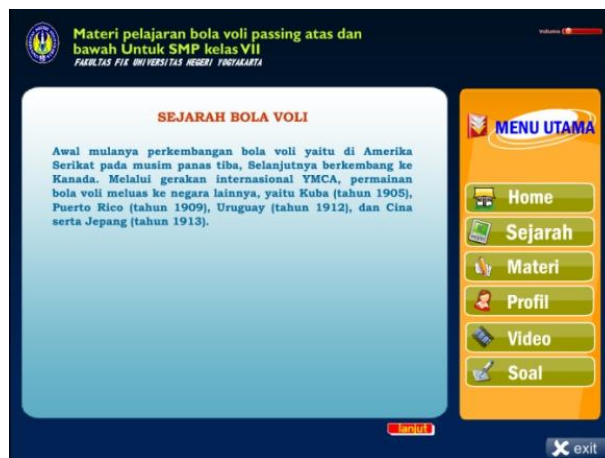 Materi pelajaran bola voli passing atas dan
bawah Untuk SMP kelas VII
FAKULTAS FIK UNIVERSITAS NEGERI YOGYAKARTA
Volume
SEJARAH BOLA VOLI
Awal mulanya perkembangan bola voli yaitu di Amerika
Serikat pada musim panas tiba, Selanjutnya berkembang ke
Kanada. Melalui gerakan internasional YMCA, permainan
bola voli meluas ke negara lainnya, yaitu Kuba (tahun 1905),
Puerto Rico (tahun 1909), Uruguay (tahun 1912), dan Cina
serta Jepang (tahun 1913).
lanjut
MENU UTAMA
Home
Sejarah
Materi
Profil
Video
Soal
exit